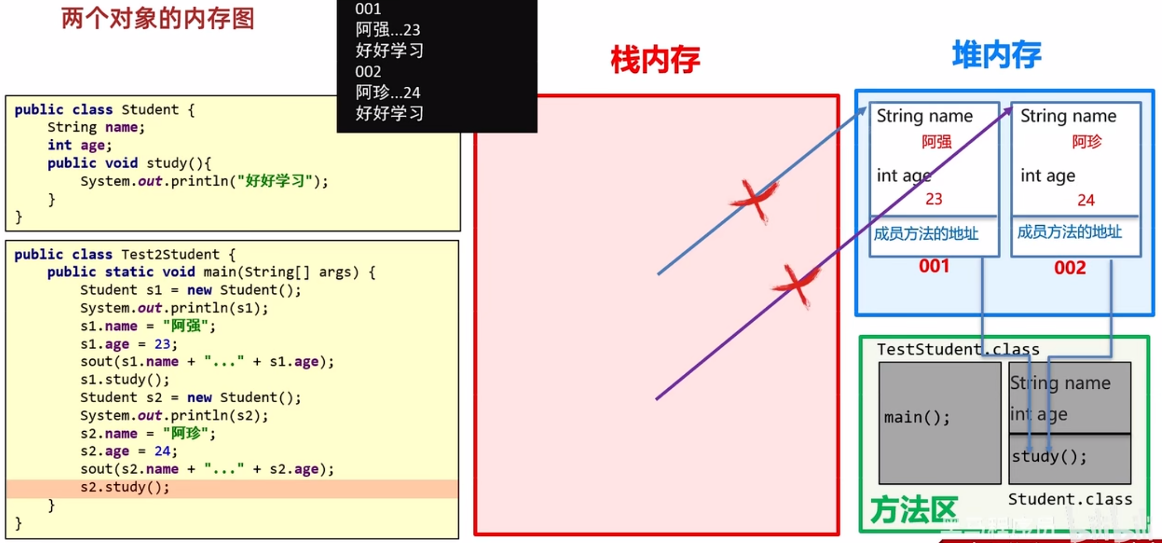 两个对象的内存图
001
阿强...23
好好学习
002
阿珍...24
好好学习
public class Student {
String name;
int age;
public void study(){
System.out.println("好好学习");
}
}
public class Test2Student {
public static void main(String[] args) {
Student s1 = new Student();
System.out.println(s1);
s1.name = "阿强";
s1.age = 23;
sout(s1.name + "..." + s1.age);
s1.study();
Student s2 = new Student();
System.out.println(s2);
s2.name = "阿珍";
s2.age = 24;
sout(s2.name + "..." + s2.age);
s2.study();
}
}
栈内存
堆内存
String name
阿强
int age
23
成员方法的地址
001
String name
阿珍
int age
24
成员方法的地址
002
TestStudent.class
main();
String name
int age
study();
Student.class
方法区